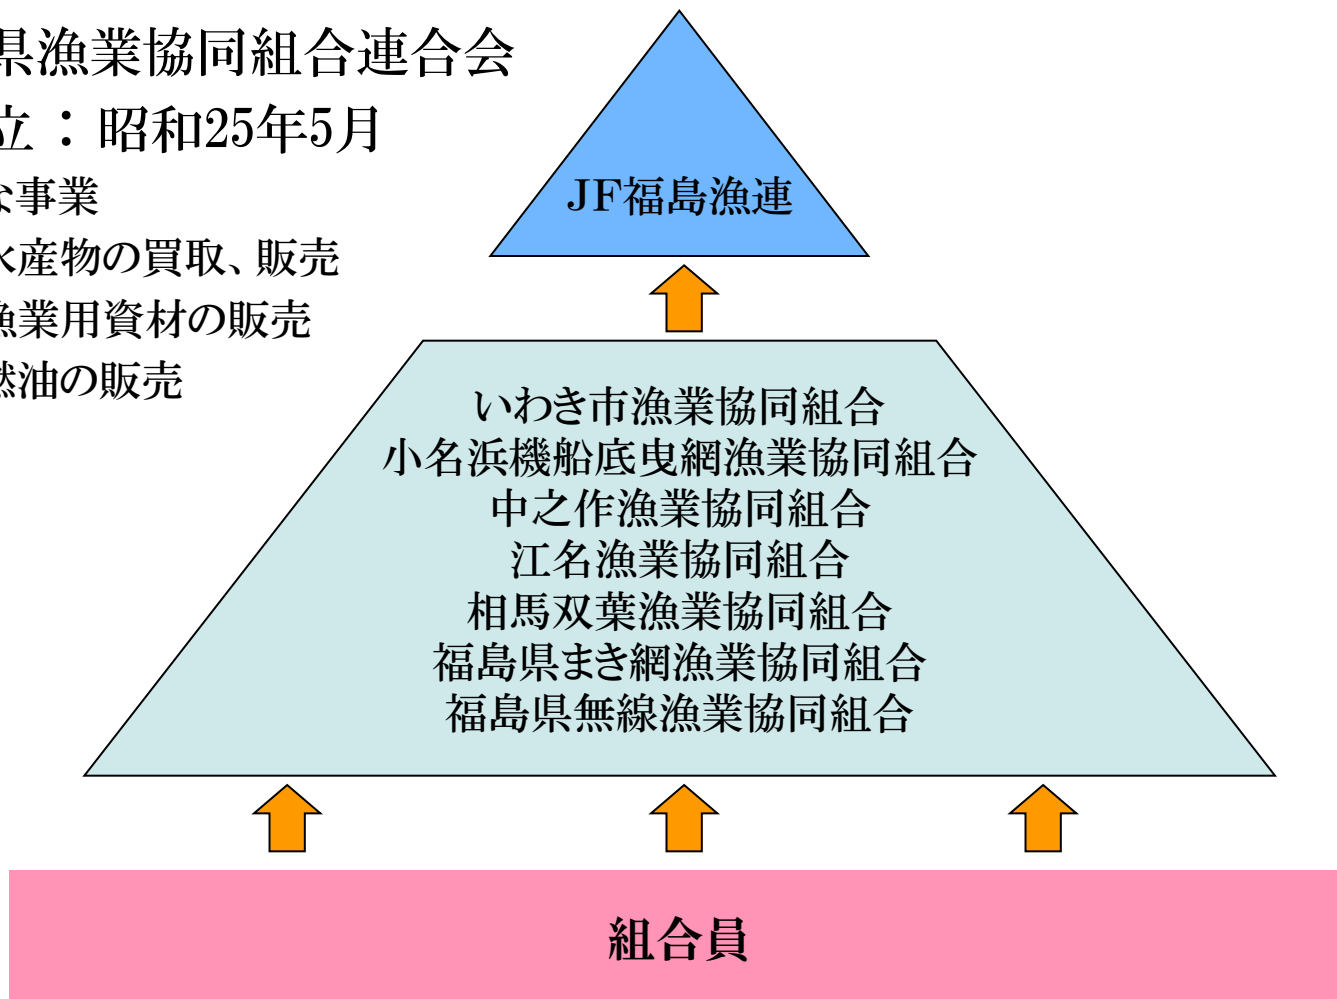 県漁業協同組合連合会
立：昭和25年5月
な事業
水産物の買取、販売
漁業用資材の販売
燃油の販売
JF福島漁連
いわき市漁業協同組合
小名浜機船底曳網漁業協同組合
中之作漁業協同組合
江名漁業協同組合
相馬双葉漁業協同組合
福島県まき網漁業協同組合
福島県無線漁業協同組合
組合員